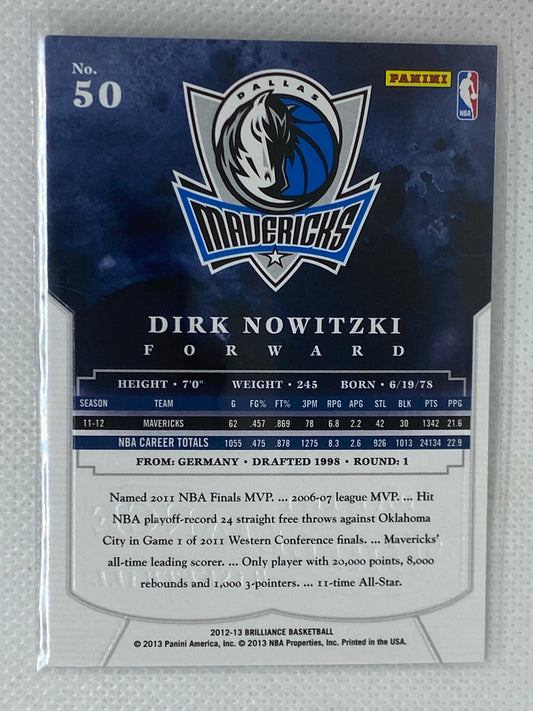 No.
50
PANINI
NBA
DALLAS
MAVERICKS
DIRK NOWITZKI
FORWARD
HEIGHT • 7'0" WEIGHT • 245 BORN • 6/19/78
SEASON TEAM G FG% FT% 3PM RPG APG STL BLK PTS PPG
11-12 MAVERICKS 62 .457 .869 78 6.8 2.2 42 30 1342 21.6
NBA CAREER TOTALS 1055 .475 .878 1275 8.3 2.6 926 1013 24134 22.9
FROM: GERMANY • DRAFTED 1998 • ROUND: 1
Named 2011 NBA Finals MVP. ... 2006-07 league MVP. ... Hit
NBA playoff-record 24 straight free throws against Oklahoma
City in Game 1 of 2011 Western Conference finals. ... Mavericks'
all-time leading scorer. ... Only player with 20,000 points, 8,000
rebounds and 1,000 3-pointers. ... 11-time All-Star.
2012-13 BRILLIANCE BASKETBALL
© 2013 Panini America, Inc. © 2013 NBA Properties, Inc. Printed in the USA.